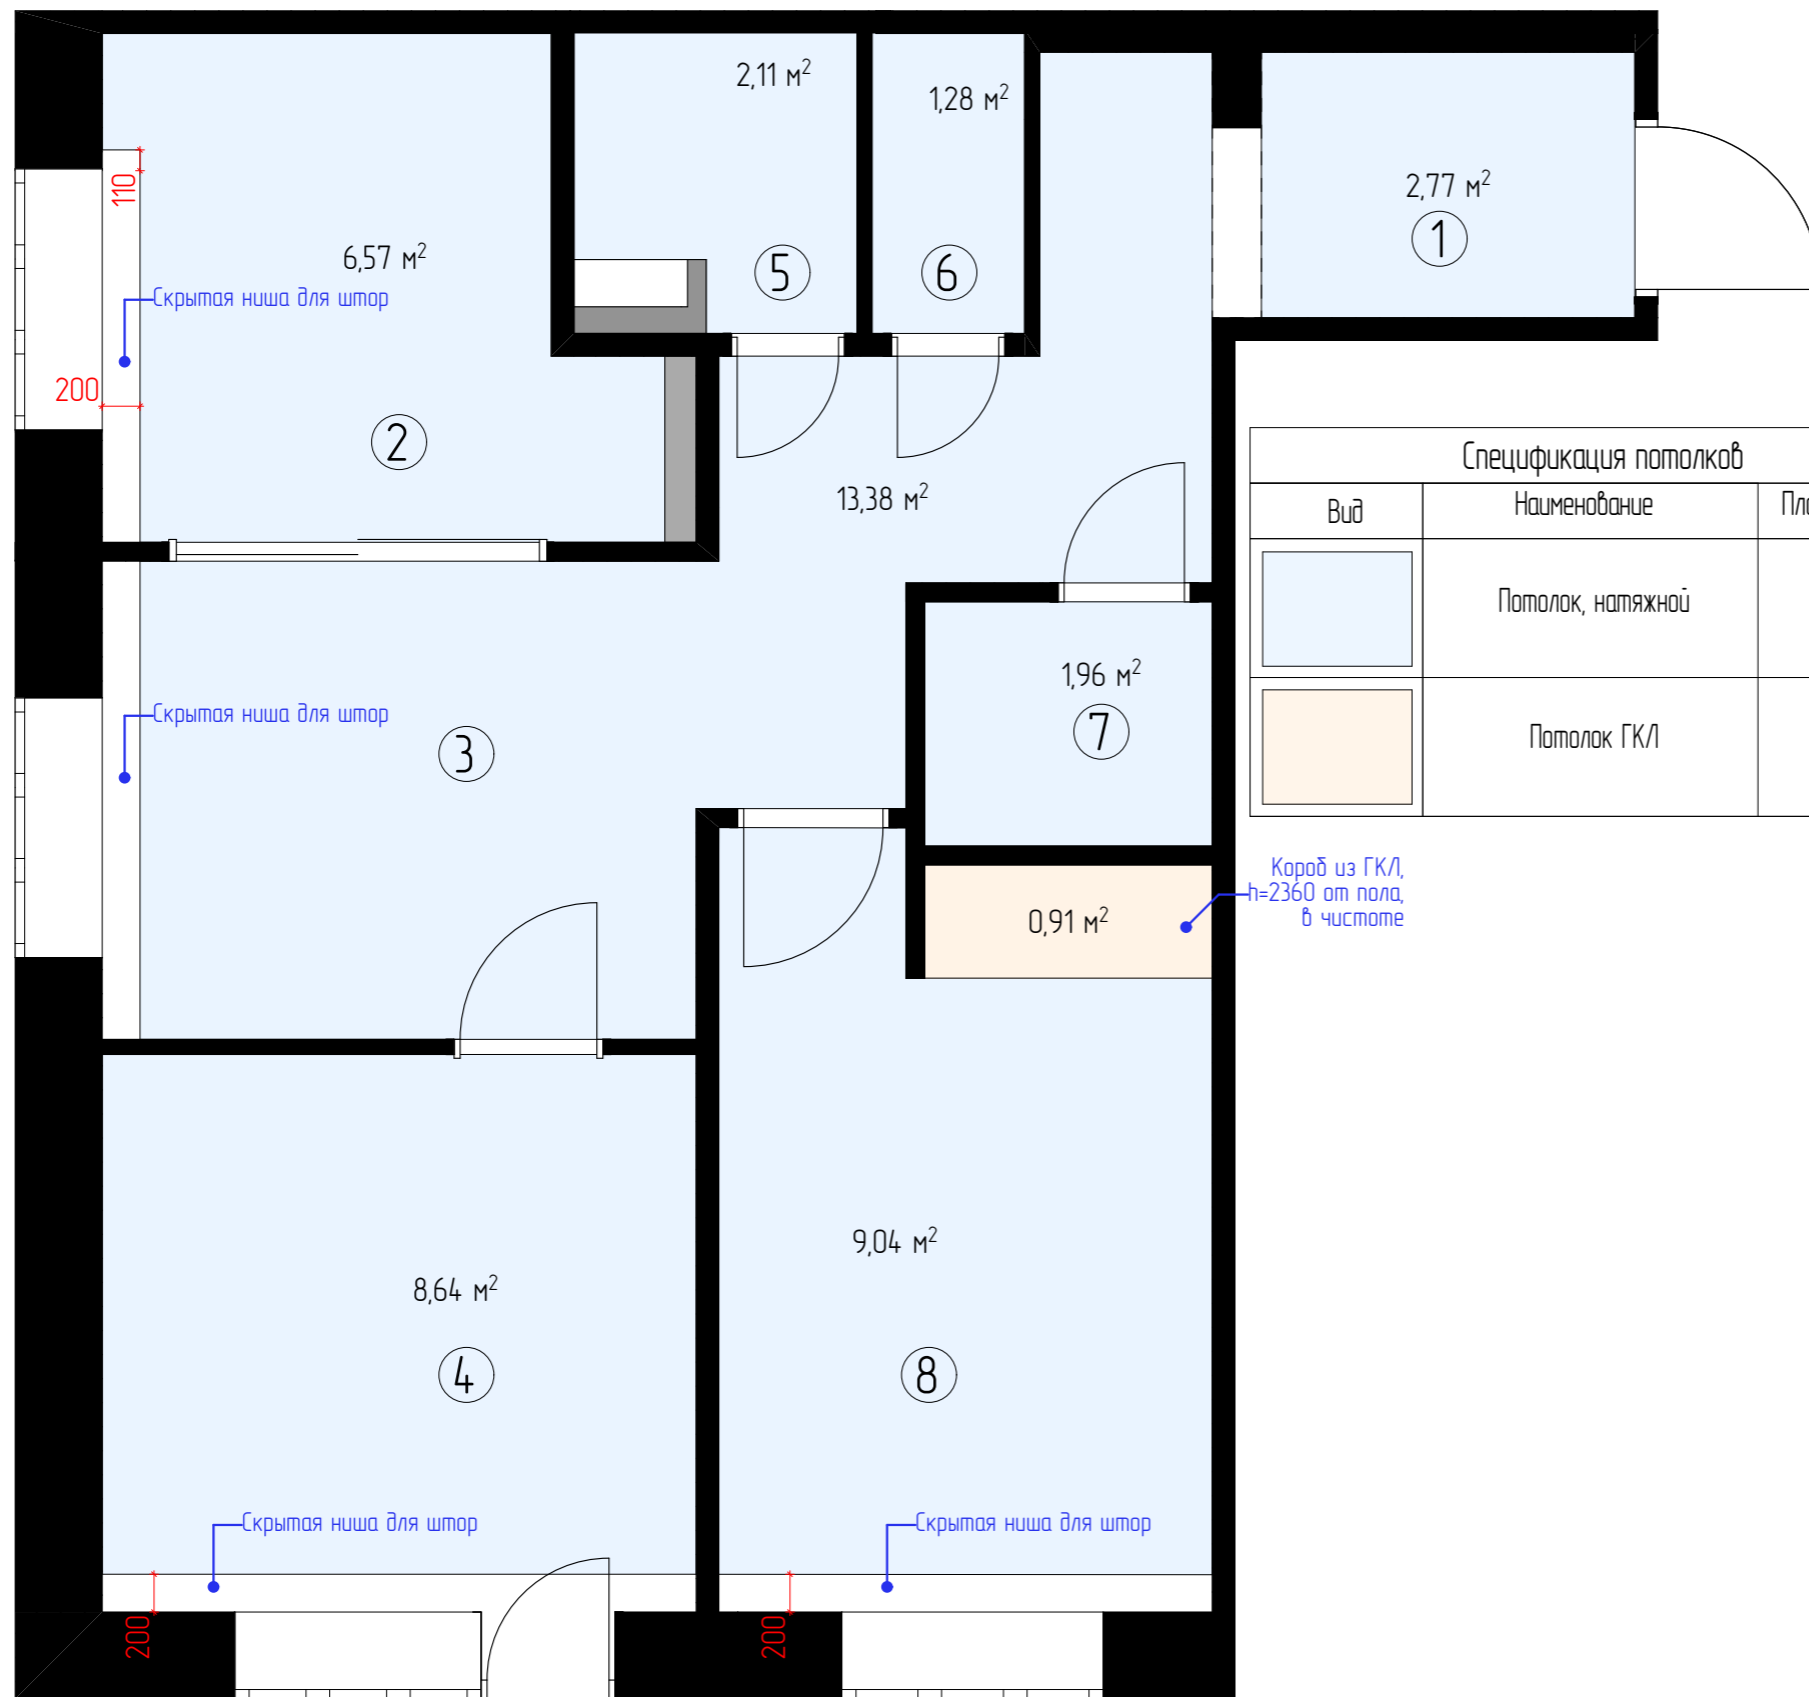 2,11 м²
1,28 м²
110
6,57 м²
2,77 м²
1
5
6
Скрытая ниша для штор
200
2
13,38 м²
Спецификация потолков
Вид
Наименование
Потолок, натяжной
1,96 м²
7
Скрытая ниша для штор
3
Потолок ГКЛ
Короб из ГКЛ,
h=2360 от пола,
в чистоте
0,91 м²
9,04 м²
8,64 м²
4
8
Скрытая ниша для штор
Скрытая ниша для штор
200
200